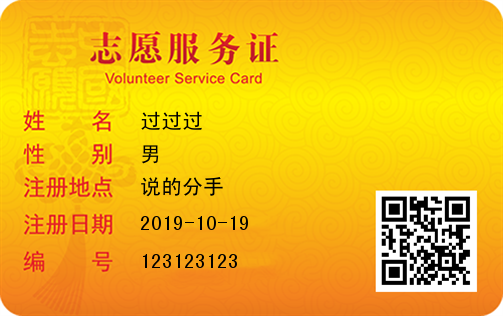 志愿服务证
Volunteer Service Card
姓 名 过过过
性 别 男
注册地点 说的分手
注册日期 2019-10-19
编 号 123123123